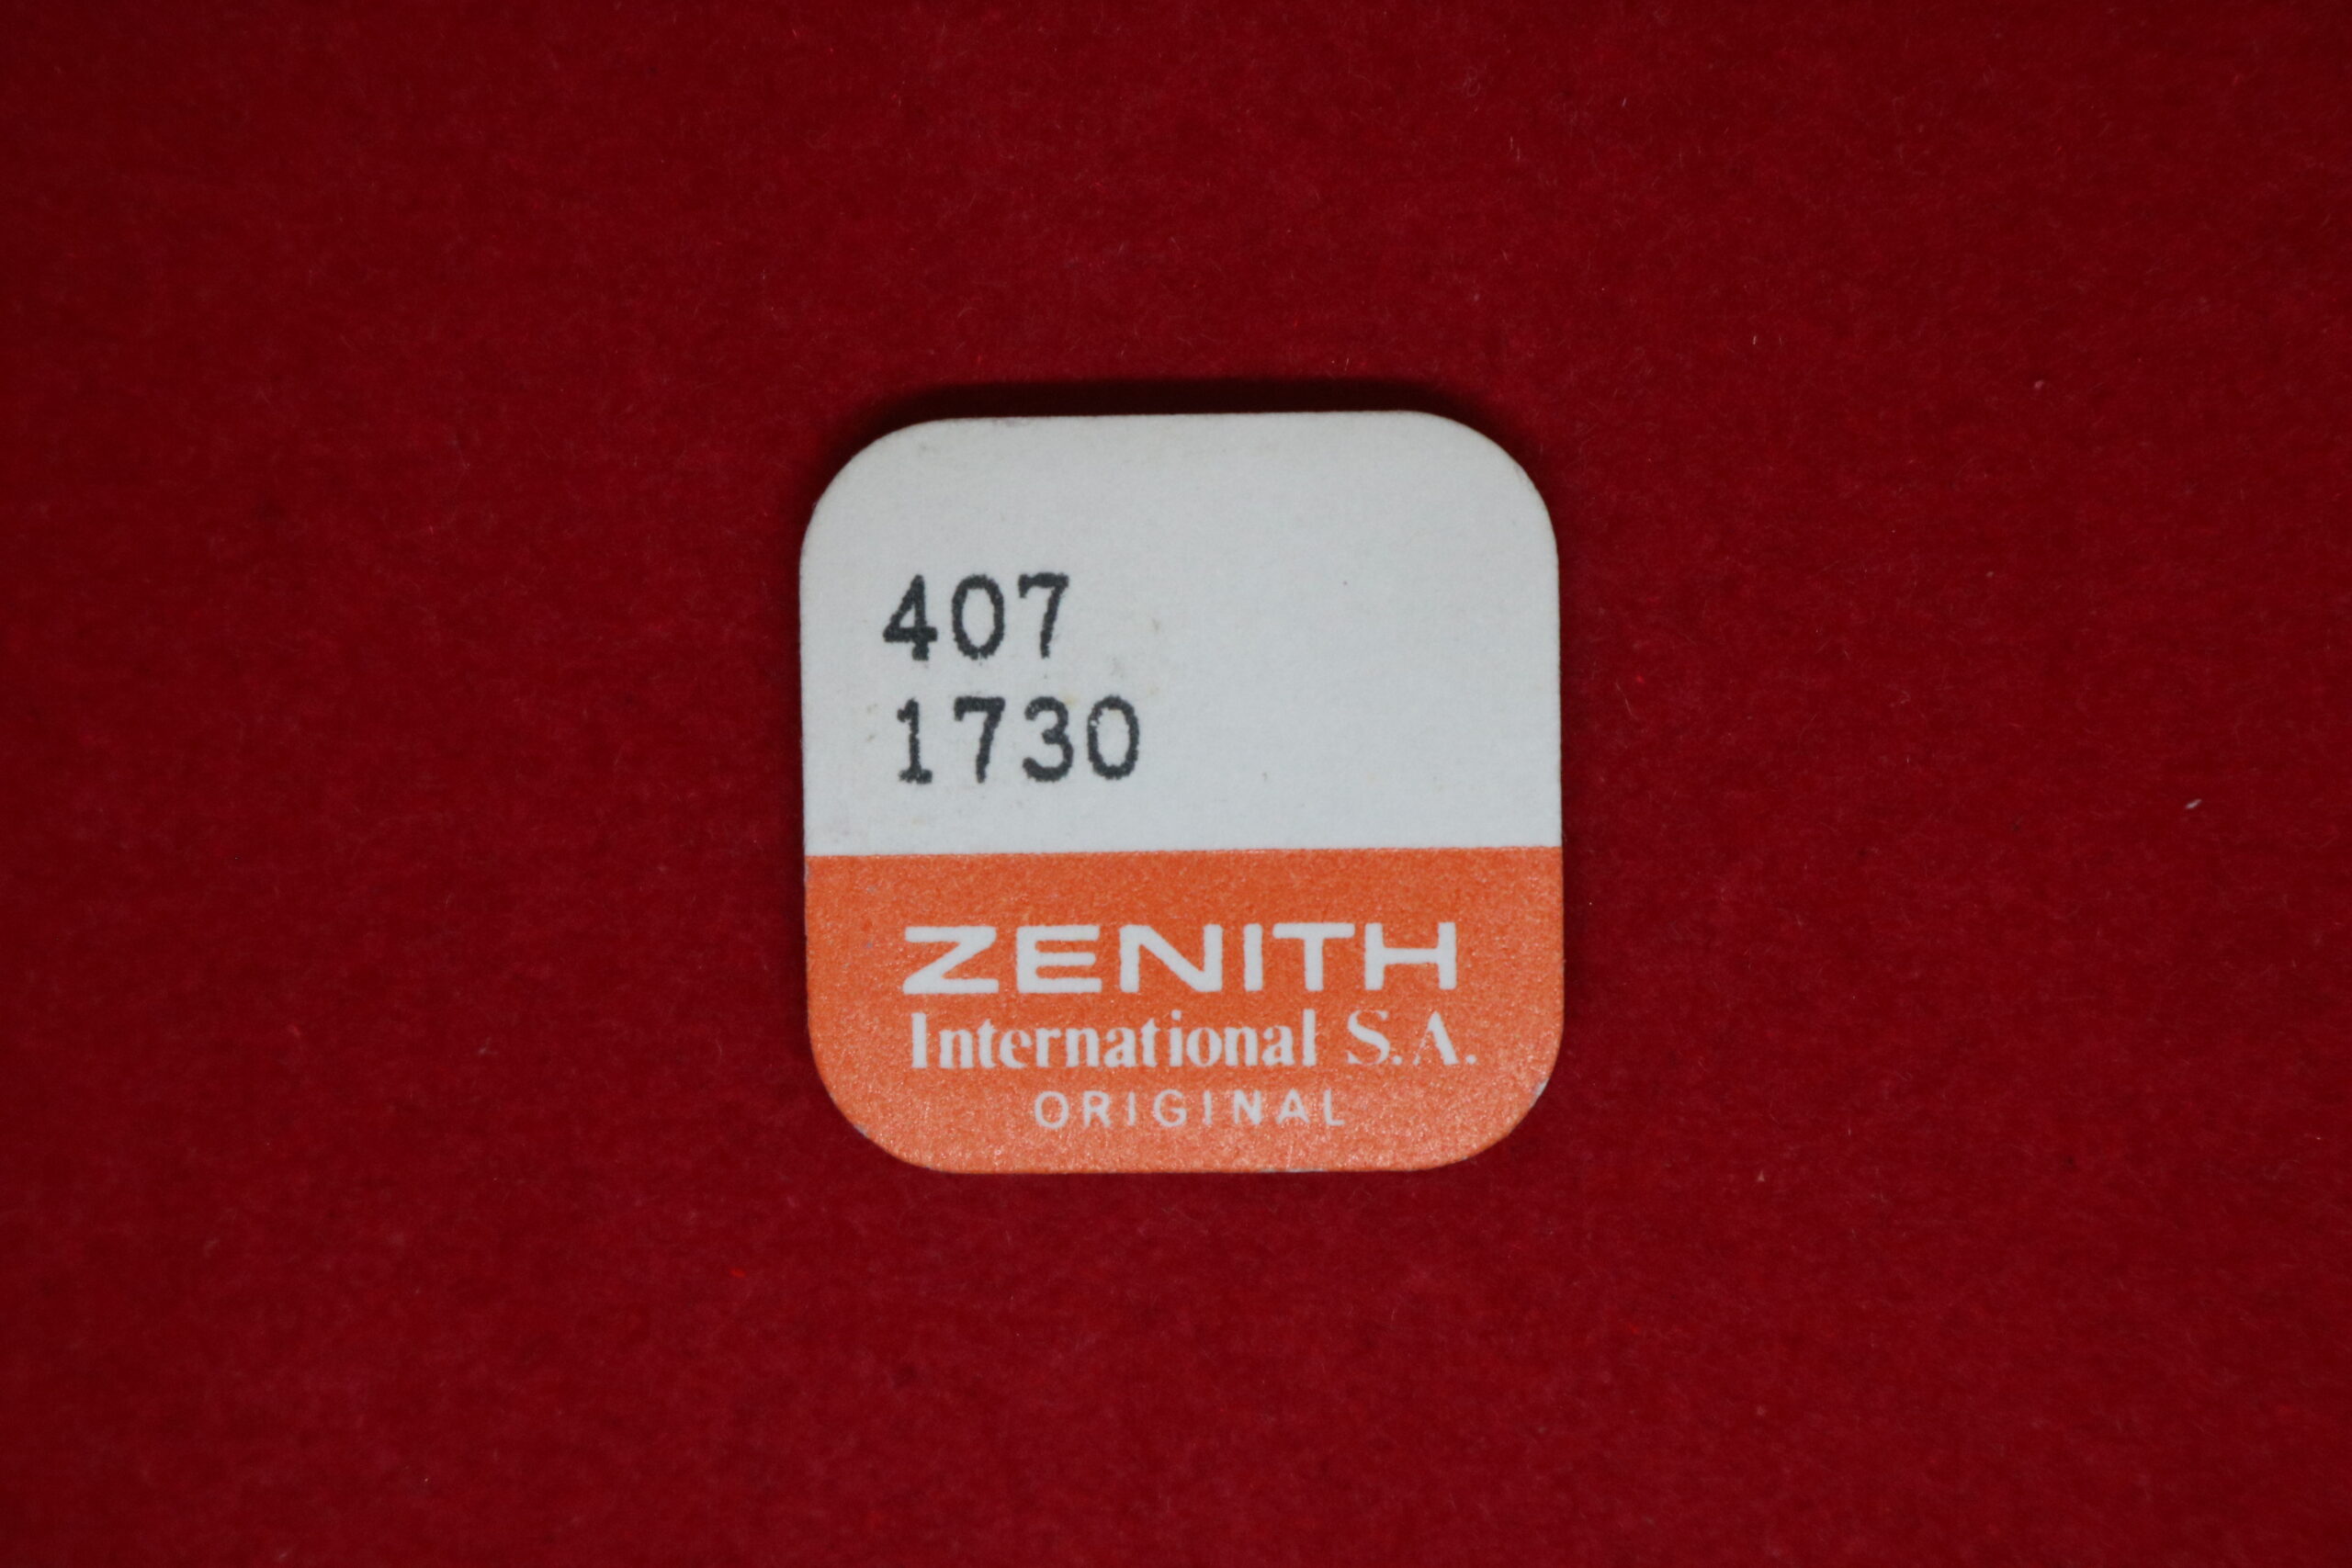 407
1730
ZENITH
International S.A.
ORIGINAL